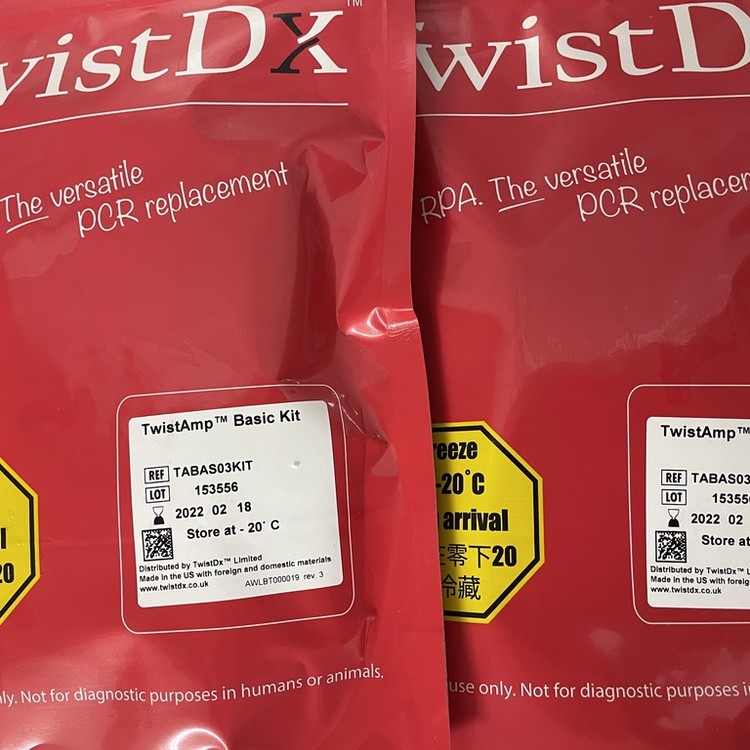 wistDx™
The versatile
PCR replacement
TwistAmp™ Basic Kit
REF TABAS03KIT
LOT 153556
2022 02 18
Store at - 20° C
Distributed by TwistDx™ Limited
Made in the US with foreign and domestic materials
www.twistdx.co.uk AWLBT000019 rev. 3
ly. Not for diagnostic purposes in humans or animals.
l
20
wistD
RPA. The versatile
PCR replacemen
reeze
-20°C
arrival
零下20
冷藏
TwistAmp™
REF TABAS03
LOT 15355
2022 02
Store at
Distributed by TwistDx™ L
Made in the US with foreig
www.twistdx.co.uk
use only. Not for diagnostic purposes i